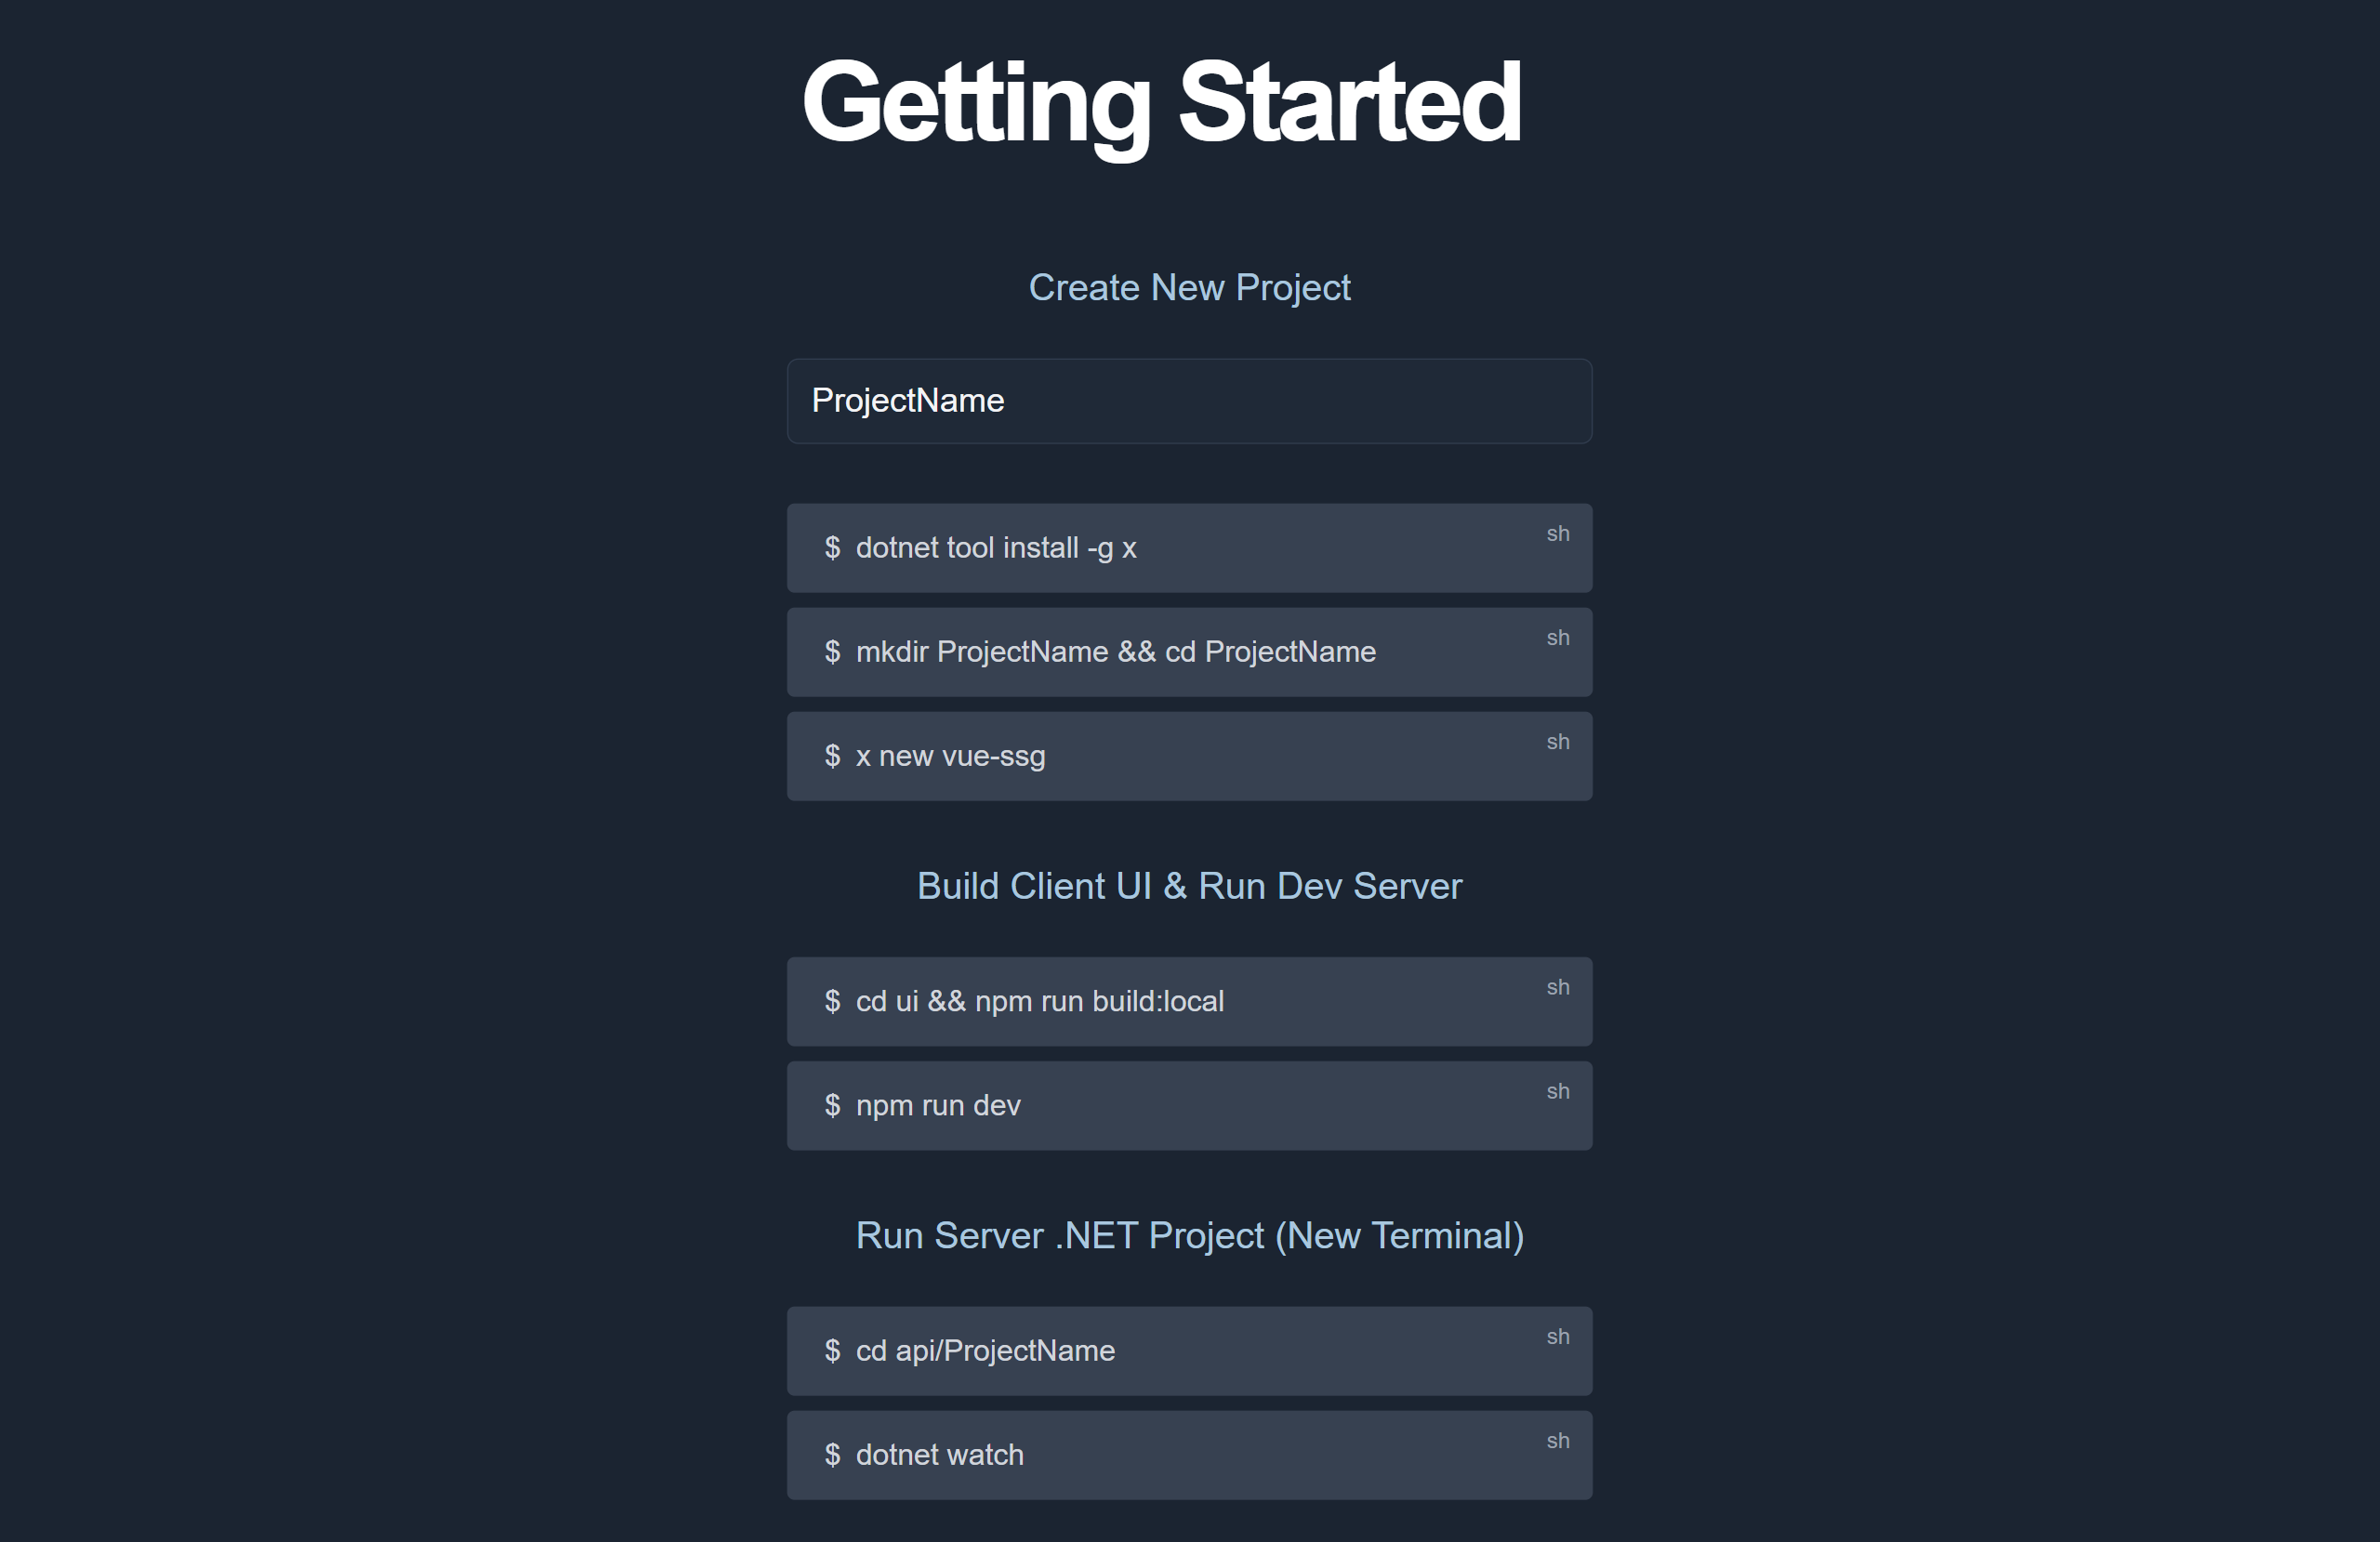 Getting Started
Create New Project
ProjectName
$ dotnet tool install -g x
sh
$ mkdir ProjectName && cd ProjectName
sh
$ x new vue-ssg
sh
Build Client UI & Run Dev Server
$ cd ui && npm run build:local
sh
$ npm run dev
sh
Run Server .NET Project (New Terminal)
$ cd api/ProjectName
sh
$ dotnet watch
sh